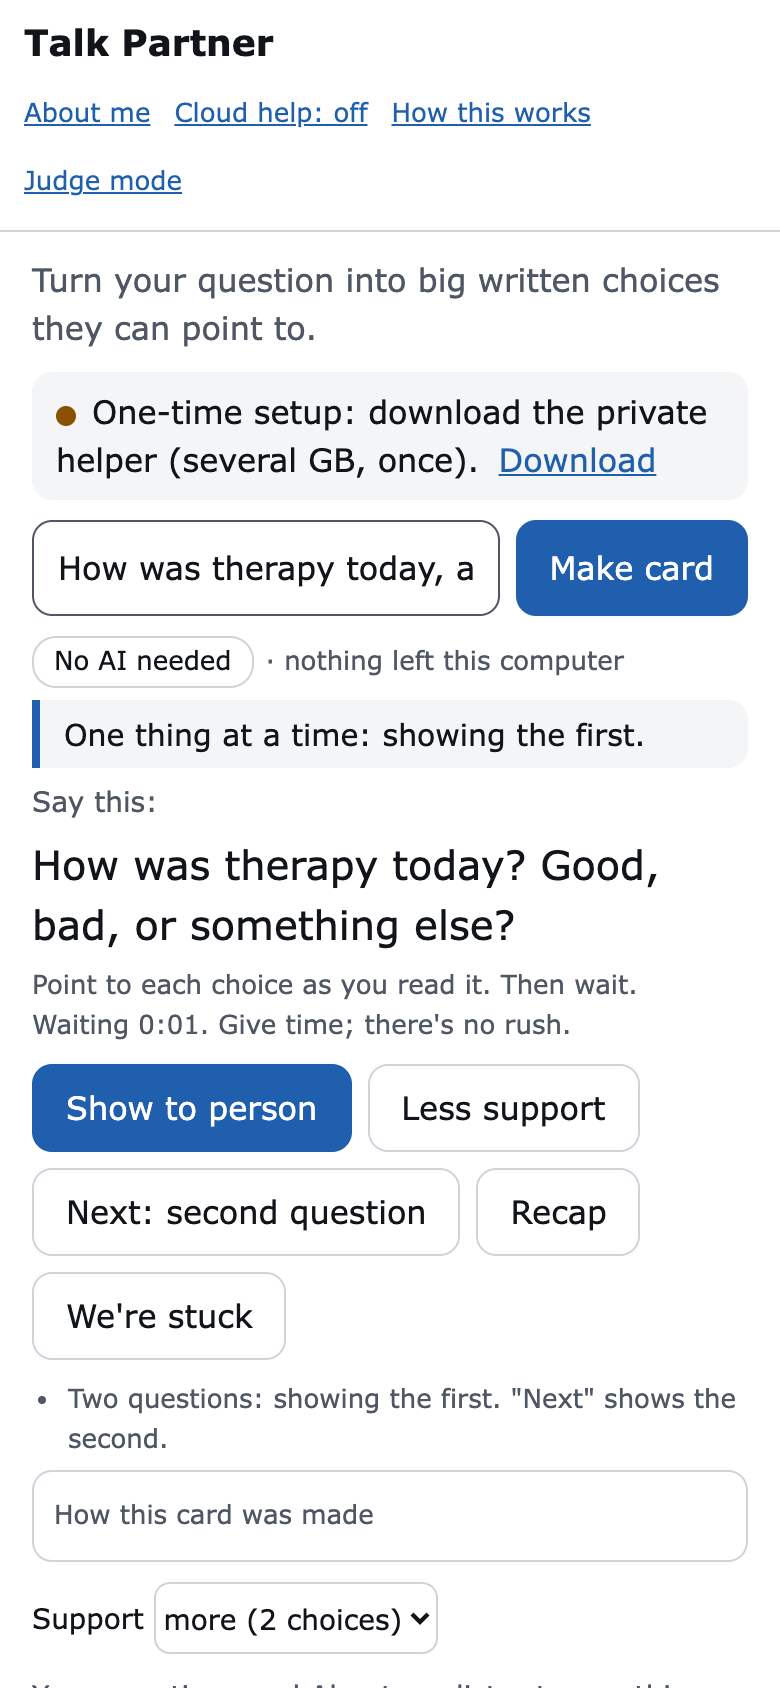 Talk Partner
About me Cloud help: off How this works
Judge mode
Turn your question into big written choices
they can point to.
One-time setup: download the private
helper (several GB, once). Download
How was therapy today, a
Make card
No AI needed · nothing left this computer
One thing at a time: showing the first.
Say this:
How was therapy today? Good,
bad, or something else?
Point to each choice as you read it. Then wait.
Waiting 0:01. Give time; there's no rush.
Show to person
Less support
Next: second question
Recap
We're stuck
• Two questions: showing the first. "Next" shows the
second.
How this card was made
Support more (2 choices)